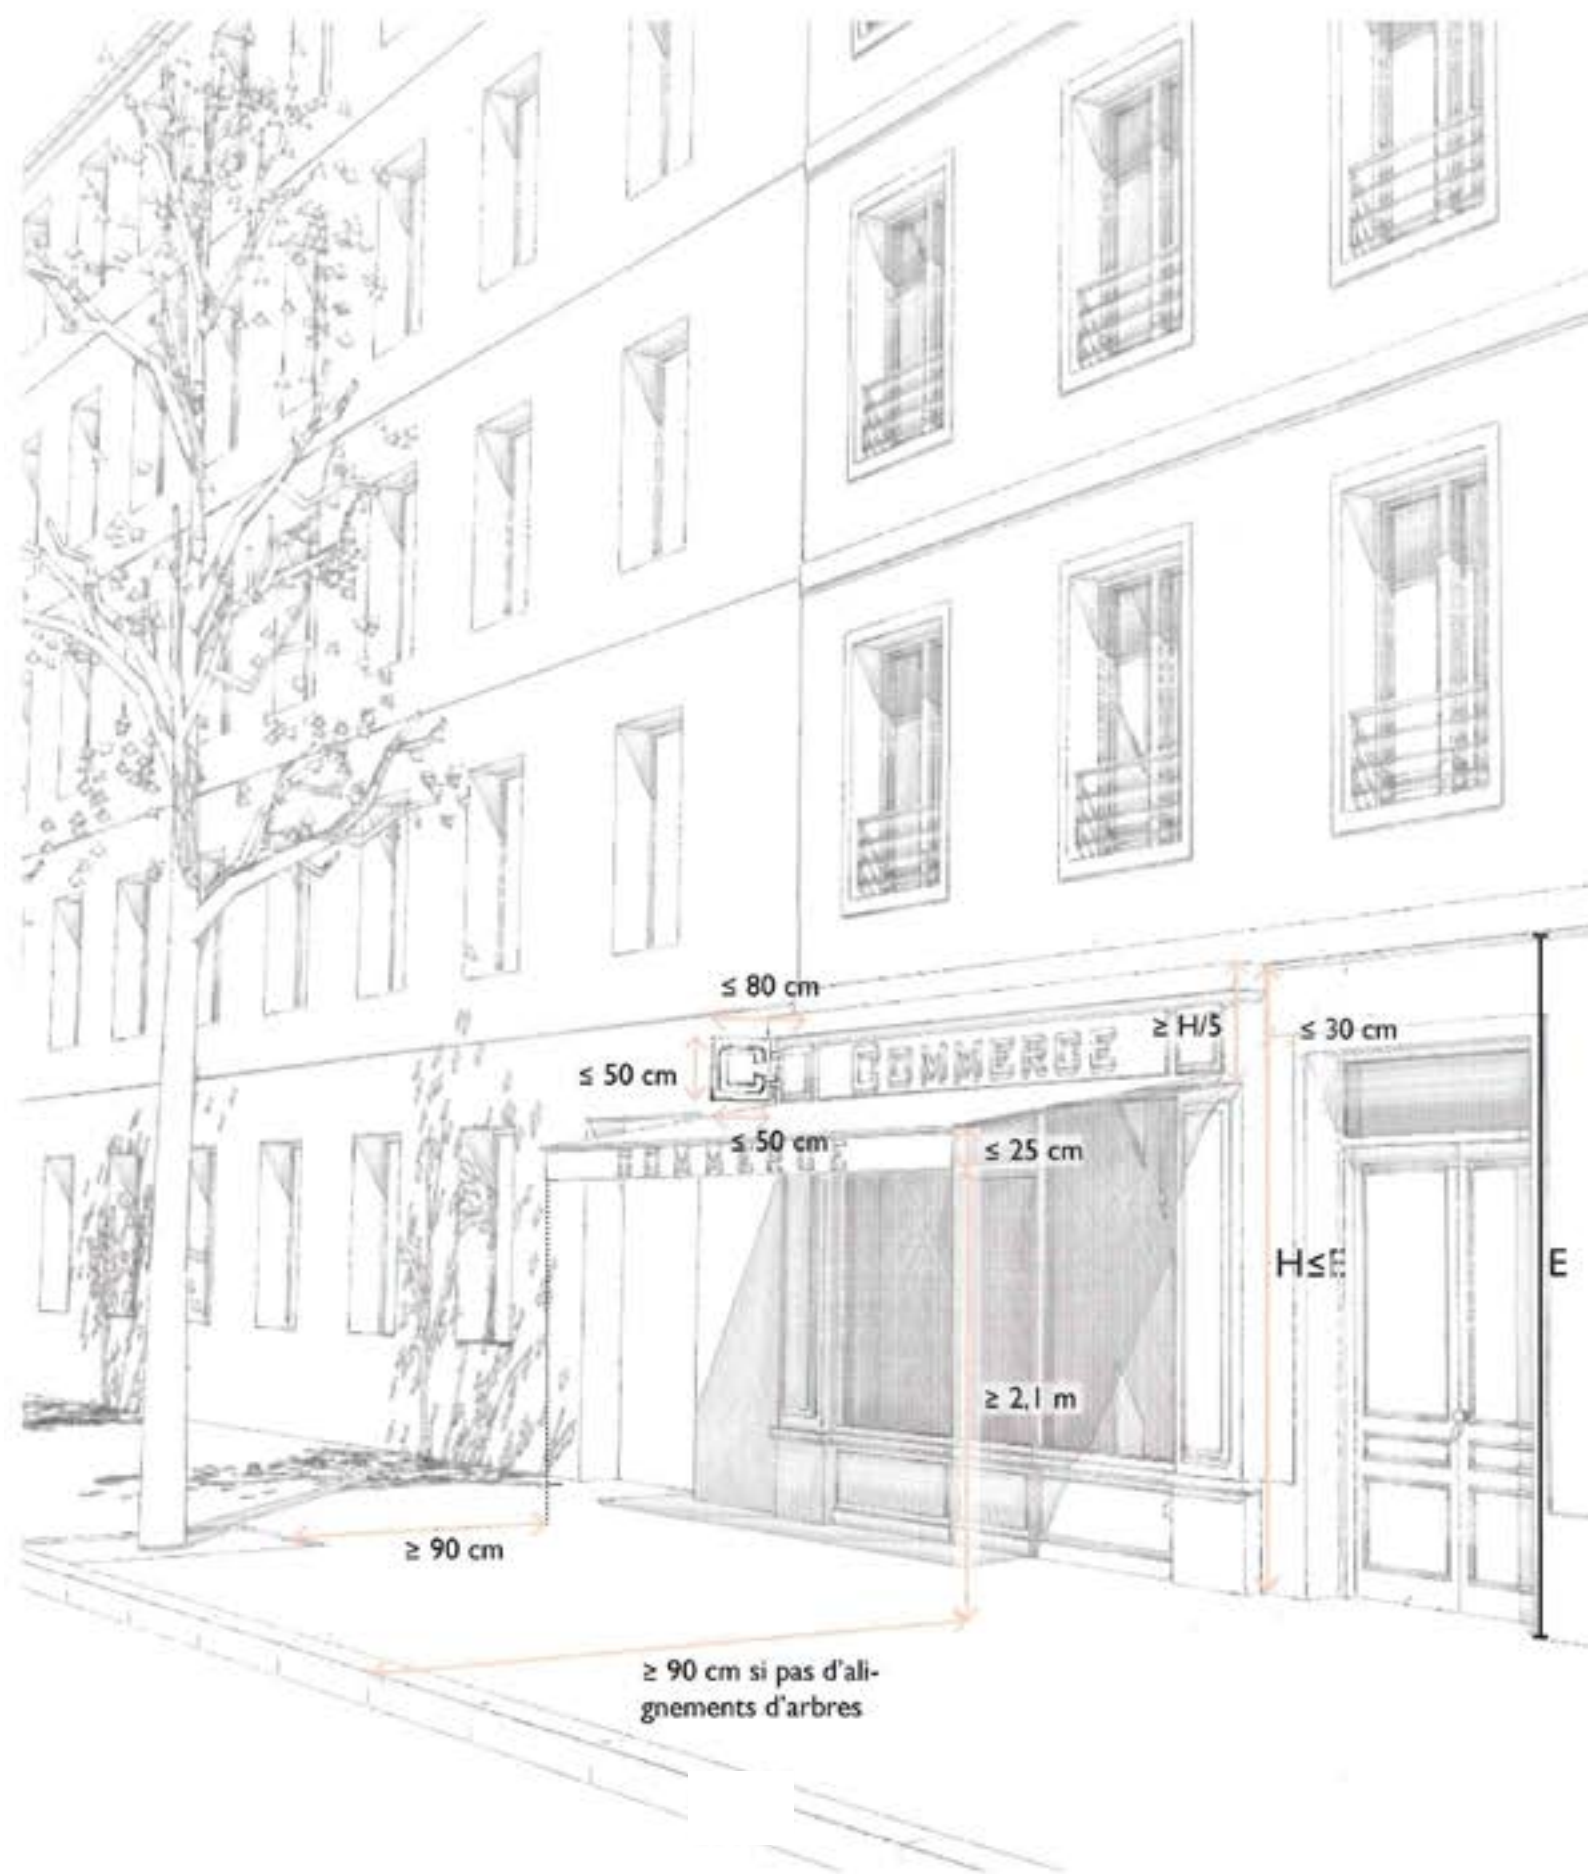 ≤ 80 cm
≥ H/5
≤ 30 cm
COMMERCE
≤ 50 cm
≤ 50 cm
≤ 25 cm
H≤E
E
≥ 2,1 m
≥ 90 cm
≥ 90 cm si pas d'ali-
gnements d'arbres